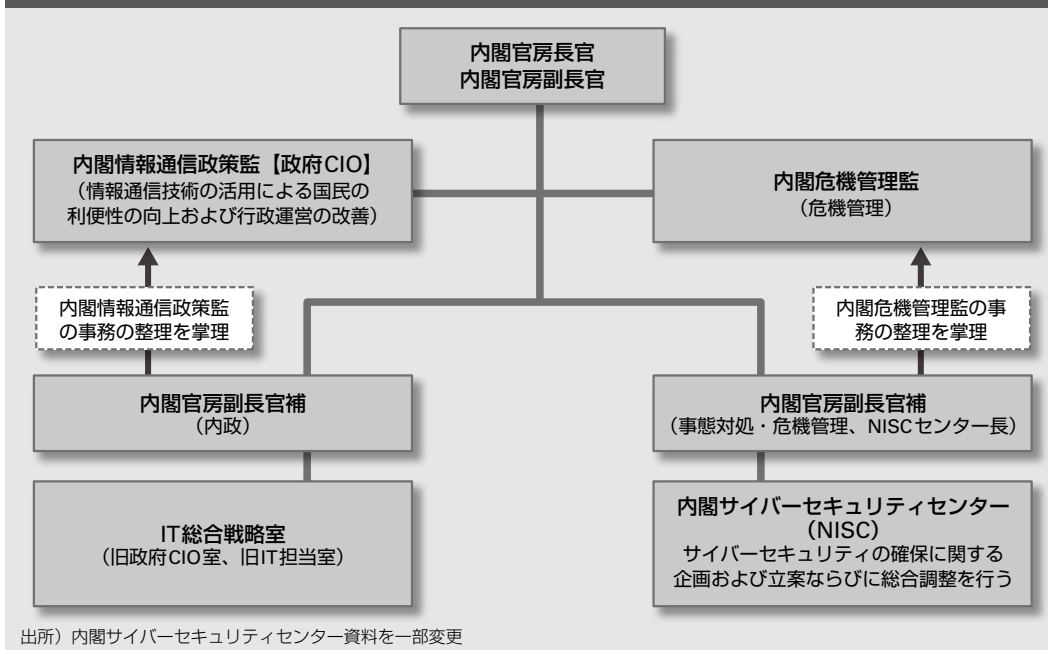 内閣官房長官
内閣官房副長官
内閣情報通信政策監【政府CIO】
(情報通信技術の活用による国民の
利便性の向上および行政運営の改善)
内閣危機管理監
(危機管理)
内閣情報通信政策監
の事務の整理を掌理
内閣危機管理監の事
務の整理を掌理
内閣官房副長官補
(内政)
内閣官房副長官補
(事態対処・危機管理、NISCセンター長)
IT総合戦略室
(旧政府CIO室、旧IT担当室)
内閣サイバーセキュリティセンター
(NISC)
サイバーセキュリティの確保に関する
企画および立案ならびに総合調整を行う
出所)内閣サイバーセキュリティセンター資料を一部変更